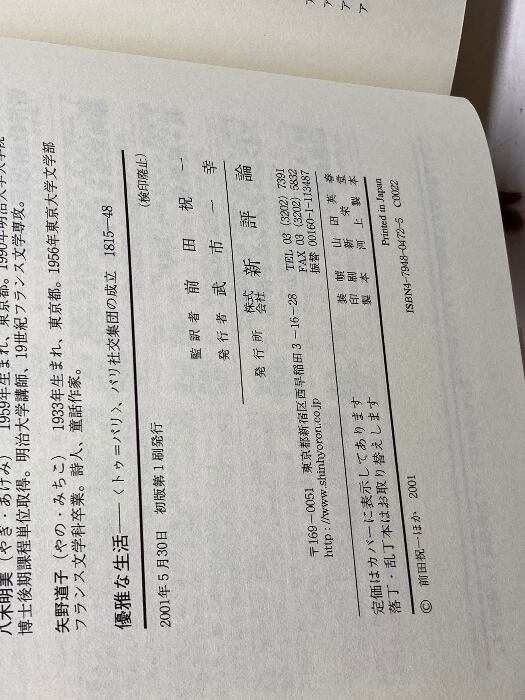 八木明美（やぎ・あけみ） 1959年生まれ、東京都。1990年明治大学大学院
博士後期課程単位取得。明治大学講師、19世紀フランス文学専攻。
矢野道子（やの・みちこ） 1933年生まれ、東京都。1956年東京大学文学部
フランス文学科卒業。詩人、童話作家。
優雅な生活 〈トゥ＝パリ〉、パリ社交集団の成立 1815-48
2001年5月30日 初版第1刷発行 （検印廃止）
監訳者 前田祝一
発行者 武市一幸
発行所 株式会社 新評論
〒169-0051 東京都新宿区西早稲田3-16-28
http://www.shinhyoron.co.jp
TEL 03 (3202) 7391
FAX 03 (3202) 5832
振替 00160-1-113487
定価はカバーに表示してあります
落丁・乱丁本はお取り替えします
装幀 山田英春
印刷 新栄堂
製本 河上製本
© 前田祝一ほか 2001
Printed in Japan
ISBN4-7948-0472-5 C0022